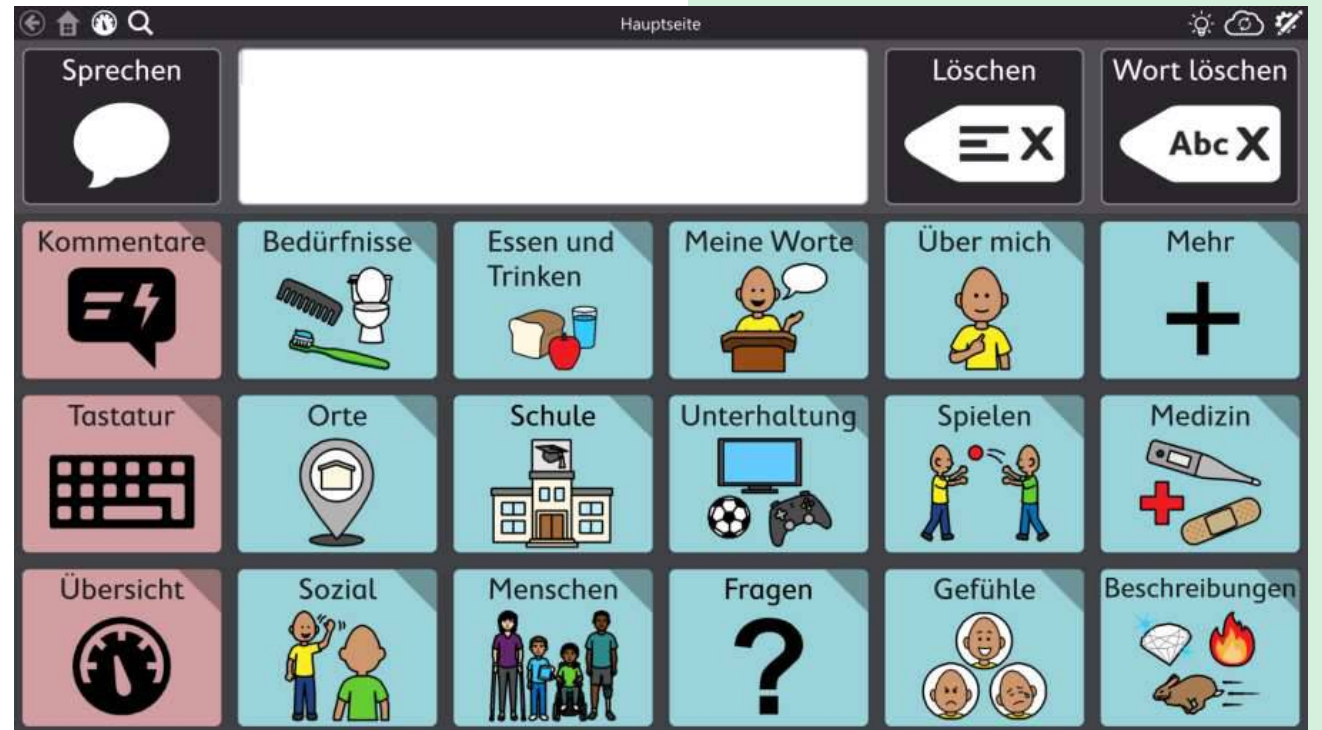 Hauptseite
Sprechen
Löschen
Wort löschen
Abc X
Kommentare
Bedürfnisse
Essen und
Trinken
Meine Worte
Über mich
Mehr
Tastatur
Orte
Schule
Unterhaltung
Spielen
Medizin
Übersicht
Sozial
Menschen
Fragen
Gefühle
Beschreibungen